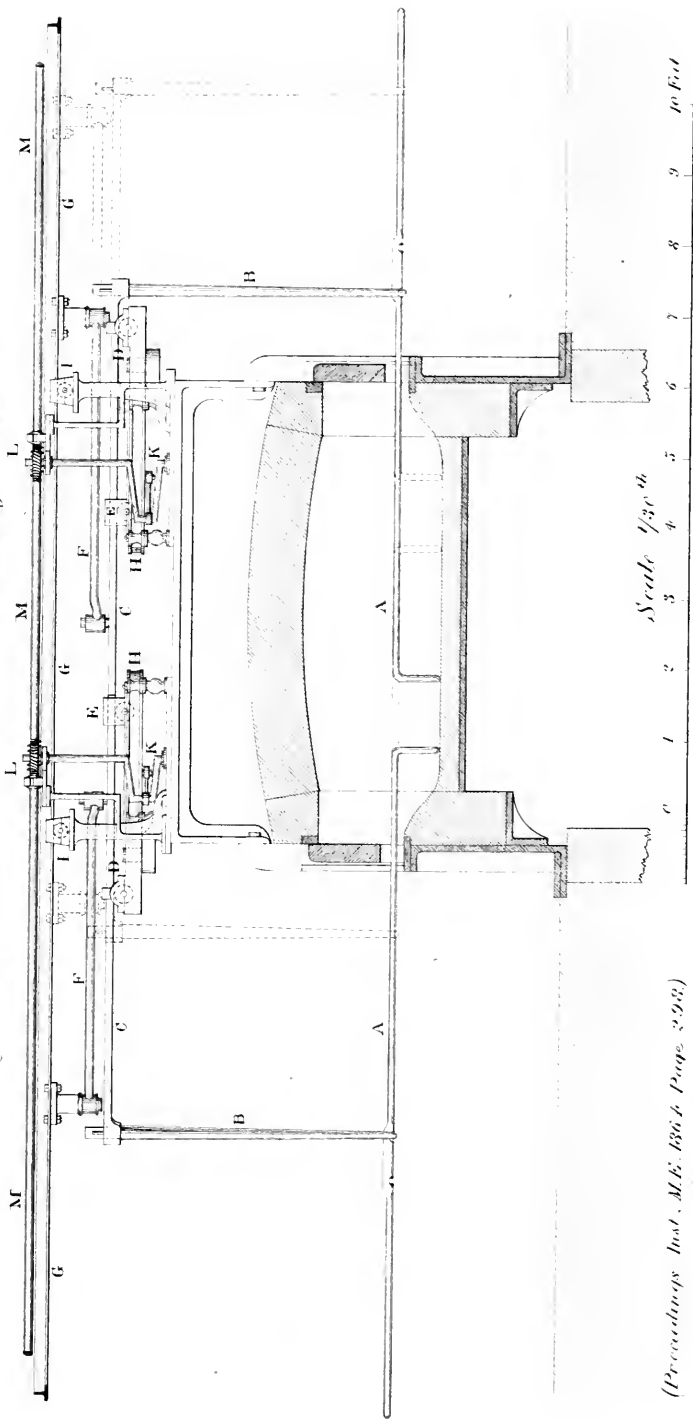 M M M
G G G
L L
I I
F F
E E
C C
D D
H H
K K
B B
A A
Scale 1/30th
0 1 2 3 4 5 6 7 8 9 10 Feet
(Proceedings Inst. M.E. 1864. Page 298.)